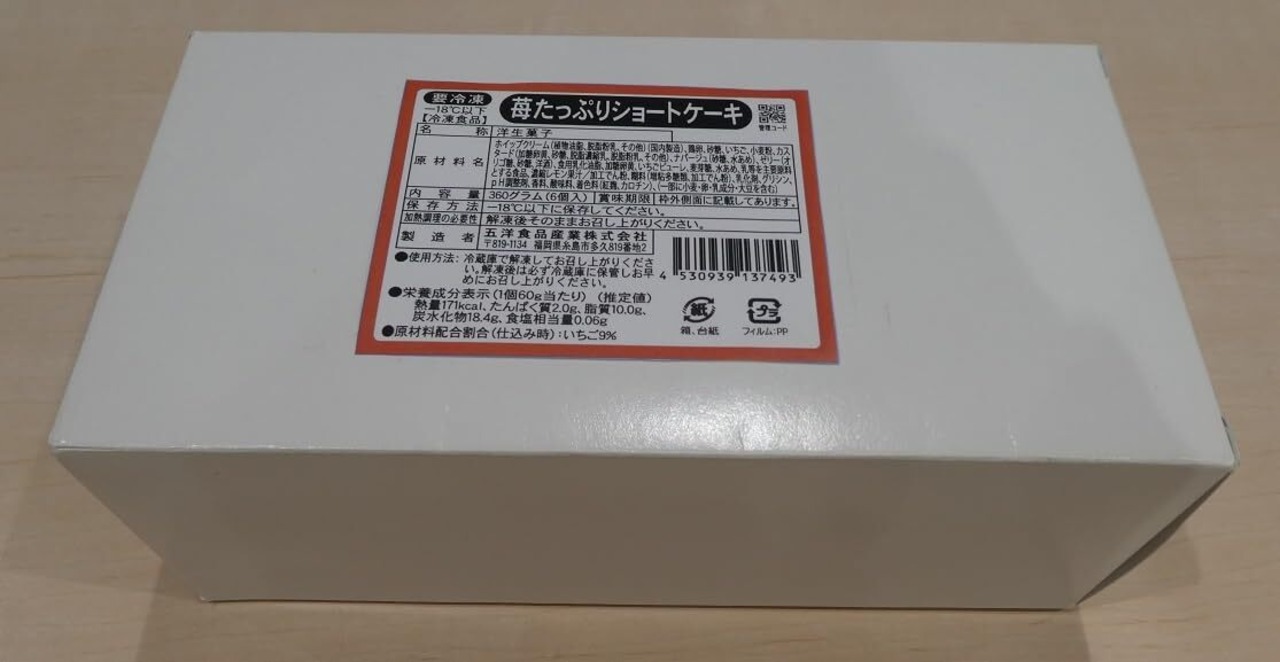 要冷凍
-18℃以下
【冷凍食品】
苺たっぷりショートケーキ
管理コード
名称 洋生菓子
原材料名
ホイップクリーム(植物油脂、脱脂粉乳、その他)(国内製造)、鶏卵、砂糖、いちご、小麦粉、カス
タード(加糖卵黄、砂糖、脱脂濃縮乳、脱脂粉乳、その他)、ナパージュ(砂糖、水あめ)、ゼリー(オ
リゴ糖、砂糖、洋酒)、食用乳化油脂、加糖卵黄、いちごピューレ、麦芽糖、水あめ、乳等を主要原料
とする食品、濃縮レモン果汁/加工でん粉、糊料(増粘多糖類、加工でん粉)、乳化剤、グリシン、
pH調整剤、香料、酸味料、着色料(紅麹、カロチン)、(一部に小麦・卵・乳成分・大豆を含む)
内容量 360グラム(6個入) 賞味期限 枠外側面に記載してあります。
保存方法 -18℃以下に保存してください。
加熱調理の必要性 解凍後そのままお召し上がりください。
製造者 五洋食品産業株式会社
〒819-1134 福岡県糸島市多久819番地2
●使用方法:冷蔵庫で解凍してお召し上がりくださ
い。解凍後は必ず冷蔵庫に保管しお早
めにお召し上がりください。
4 530939 137493
●栄養成分表示(1個60g当たり)(推定値)
熱量171kcal、たんぱく質2.0g、脂質10.0g、
炭水化物18.4g、食塩相当量0.06g
●原材料配合割合(仕込み時):いちご9%
紙
箱、台紙
プラ
フィルム:PP